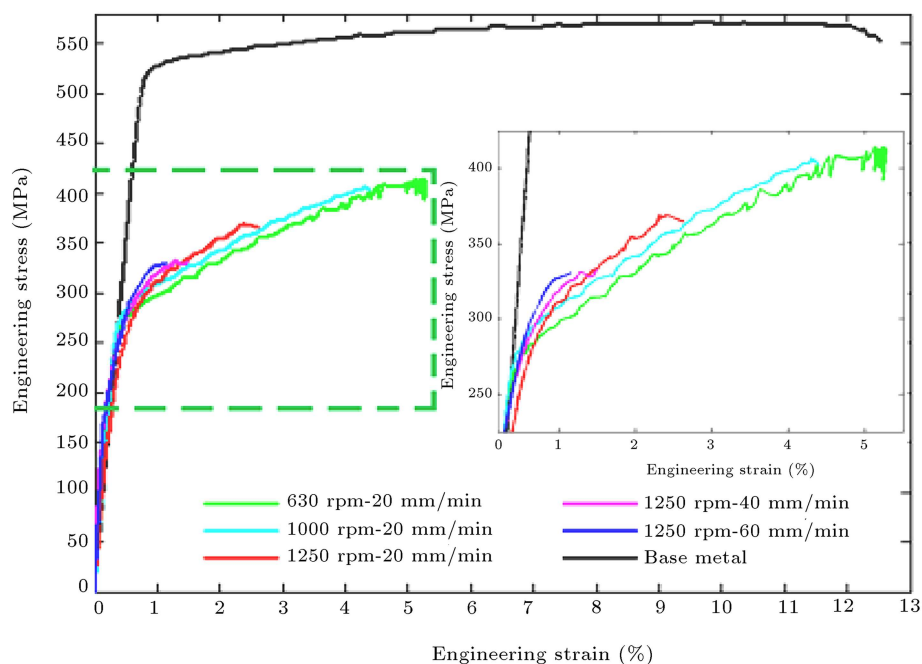 550
500
450
400
350
300
250
200
150
100
50
0
Engineering stress (MPa)
0 1 2 3 4 5 6 7 8 9 10 11 12 13
Engineering strain (%)
Engineering stress (MPa)
400
350
300
250
0 1 2 3 4 5
Engineering strain (%)
630 rpm-20 mm/min
1000 rpm-20 mm/min
1250 rpm-20 mm/min
1250 rpm-40 mm/min
1250 rpm-60 mm/min
Base metal